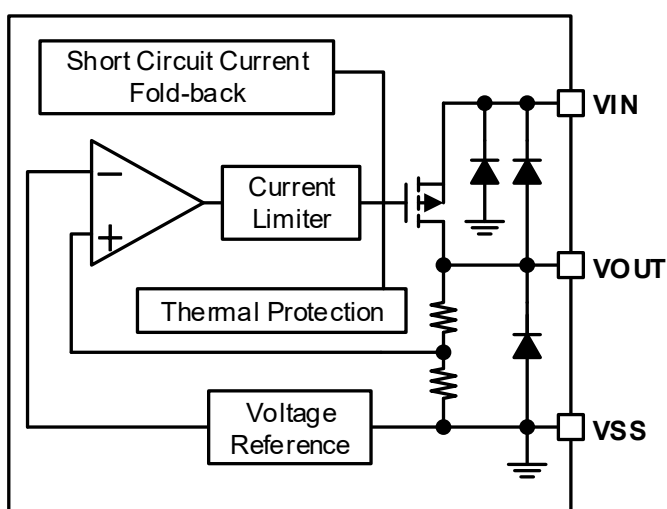 Short Circuit Current
Fold-back
VIN
−
Current
Limiter
+
VOUT
Thermal Protection
Voltage
Reference
VSS